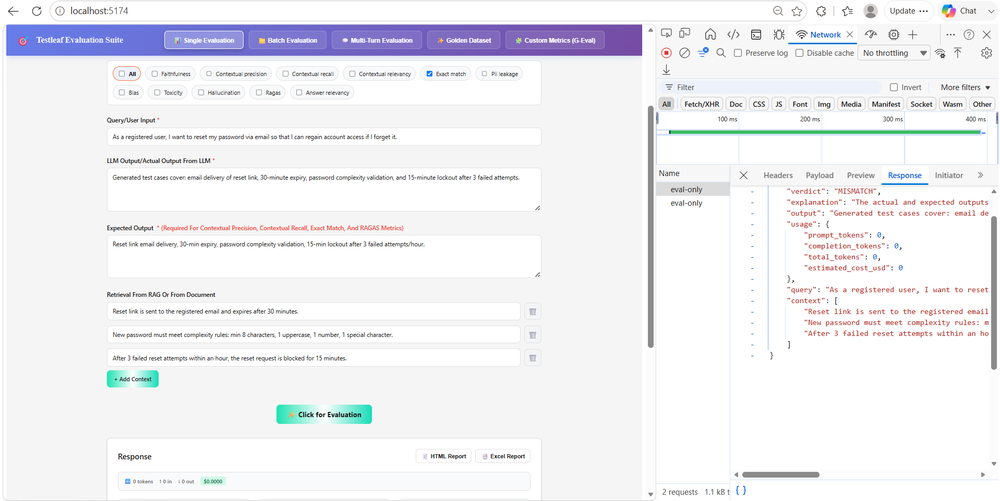 localhost:5174
Update
Chat
Testleaf Evaluation Suite
Single Evaluation
Batch Evaluation
Multi-Turn Evaluation
Golden Dataset
Custom Metrics (G-Eval)
All
Faithfulness
Contextual precision
Contextual recall
Contextual relevancy
Exact match
Pii leakage
Bias
Toxicity
Hallucination
Ragas
Answer relevancy
Query/User Input *
As a registered user, I want to reset my password via email so that I can regain account access if I forget it.
LLM Output/Actual Output From LLM *
Generated test cases cover: email delivery of reset link, 30-minute expiry, password complexity validation, and 15-minute lockout after 3 failed attempts.
Expected Output * (Required For Contextual Precision, Contextual Recall, Exact Match, And RAGAS Metrics)
Reset link email delivery, 30-min expiry, password complexity validation, 15-min lockout after 3 failed attempts/hour.
Retrieval From RAG Or From Document
Reset link is sent to the registered email and expires after 30 minutes.
New password must meet complexity rules: min 8 characters, 1 uppercase, 1 number, 1 special character.
After 3 failed reset attempts within an hour, the reset request is blocked for 15 minutes.
+ Add Context
Click for Evaluation
Response
HTML Report
Excel Report
0 tokens ↑ 0 in ↓ 0 out $0.0000
Network
Preserve log
Disable cache
No throttling
Filter
Invert
More filters
All
Fetch/XHR
Doc
CSS
JS
Font
Img
Media
Manifest
Socket
Wasm
Other
100 ms
200 ms
300 ms
400 ms
Name
eval-only
eval-only
Headers
Payload
Preview
Response
Initiator
- "verdict": "MISMATCH",
- "explanation": "The actual and expected outputs
- "output": "Generated test cases cover: email de
- "usage": {
- "prompt_tokens": 0,
- "completion_tokens": 0,
- "total_tokens": 0,
- "estimated_cost_usd": 0
- },
- "query": "As a registered user, I want to reset
- "context": [
- "Reset link is sent to the registered email
- "New password must meet complexity rules: m
- "After 3 failed reset attempts within an ho
- ]
- }
2 requests 1.1 kB t
{ }